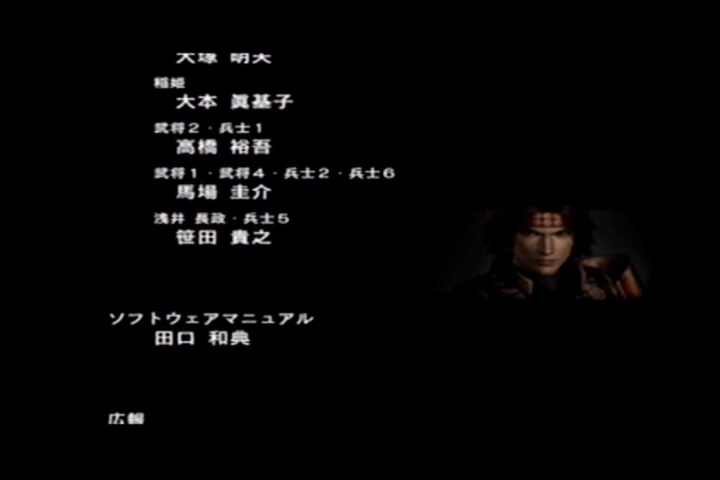 明大
稲姫
大本 眞基子
武将2・兵士1
高橋 裕吾
武将1・武将4・兵士2・兵士6
馬場 圭介
浅井 長政・兵士5
笹田 貴之
ソフトウェアマニュアル
田口 和典
広報